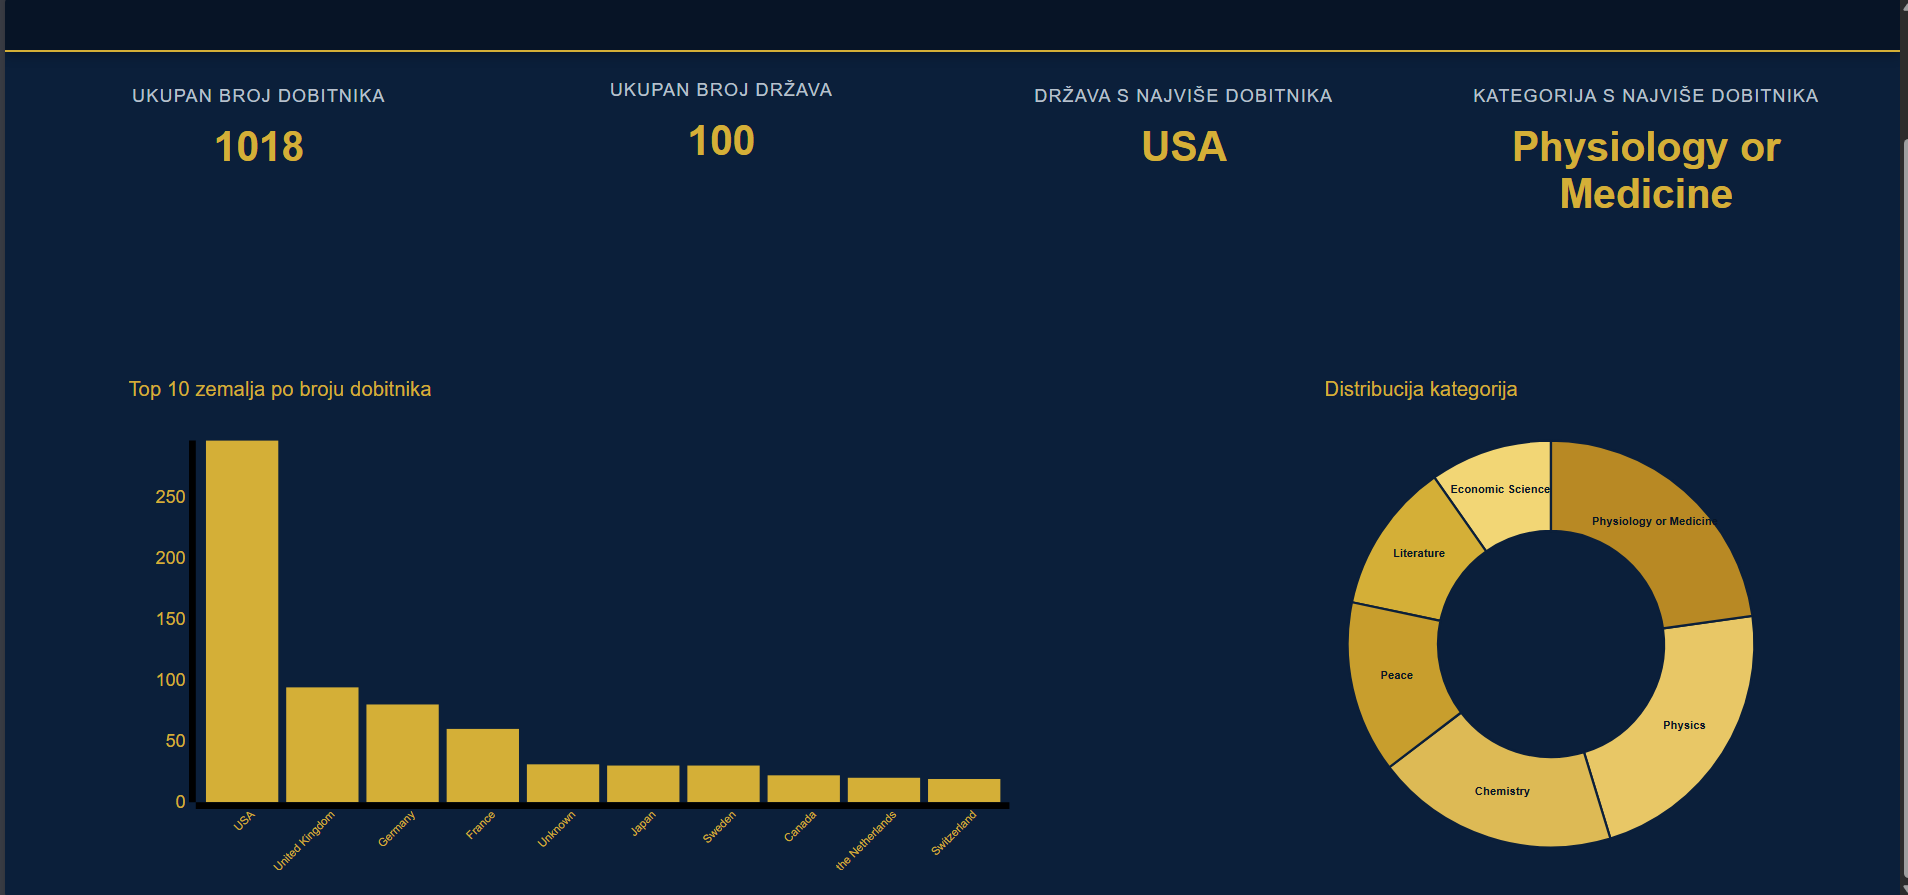 UKUPAN BROJ DOBITNIKA
1018
UKUPAN BROJ DRŽAVA
100
DRŽAVA S NAJVIŠE DOBITNIKA
USA
KATEGORIJA S NAJVIŠE DOBITNIKA
Physiology or
Medicine
Top 10 zemalja po broju dobitnika
250
200
150
100
50
0
USA
United Kingdom
Germany
France
Unknown
Japan
Sweden
Canada
the Netherlands
Switzerland
Distribucija kategorija
Economic Science
Physiology or Medicin
Literature
Peace
Physics
Chemistry